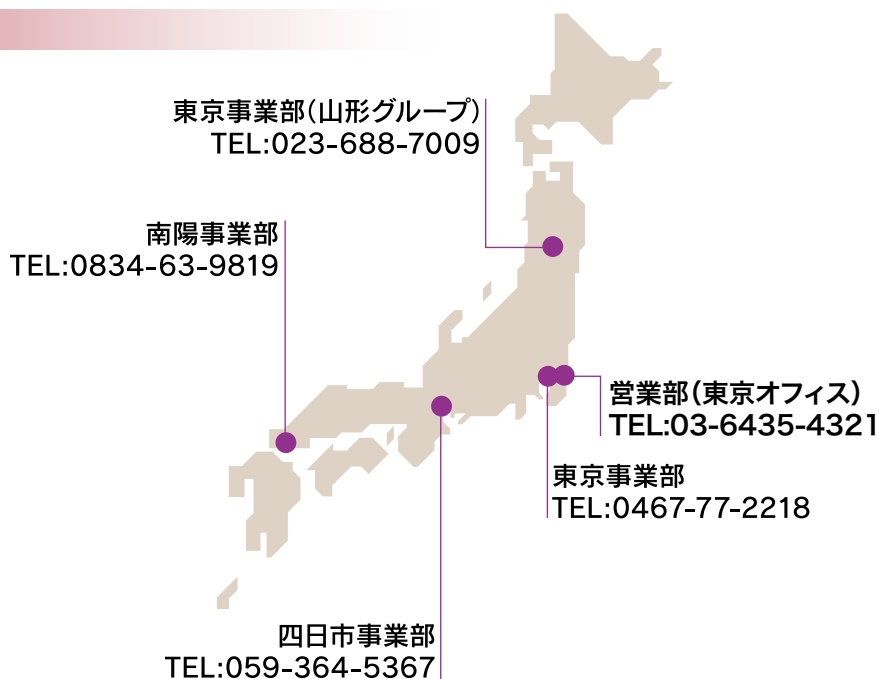 東京事業部(山形グループ)
TEL:023-688-7009
南陽事業部
TEL:0834-63-9819
営業部(東京オフィス)
TEL:03-6435-4321
東京事業部
TEL:0467-77-2218
四日市事業部
TEL:059-364-5367